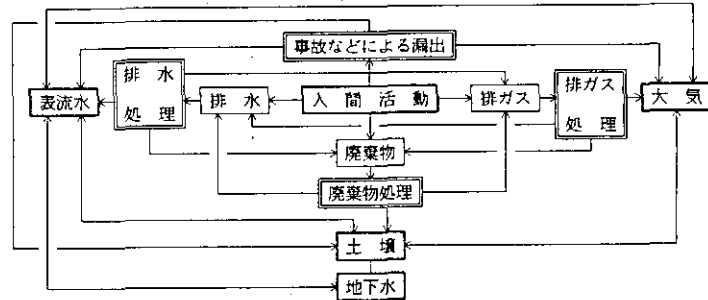 事故などによる漏出
排水
処理
排ガス
処理
表流水
排水
人間活動
排ガス
大気
廃棄物
廃棄物処理
土壌
地下水